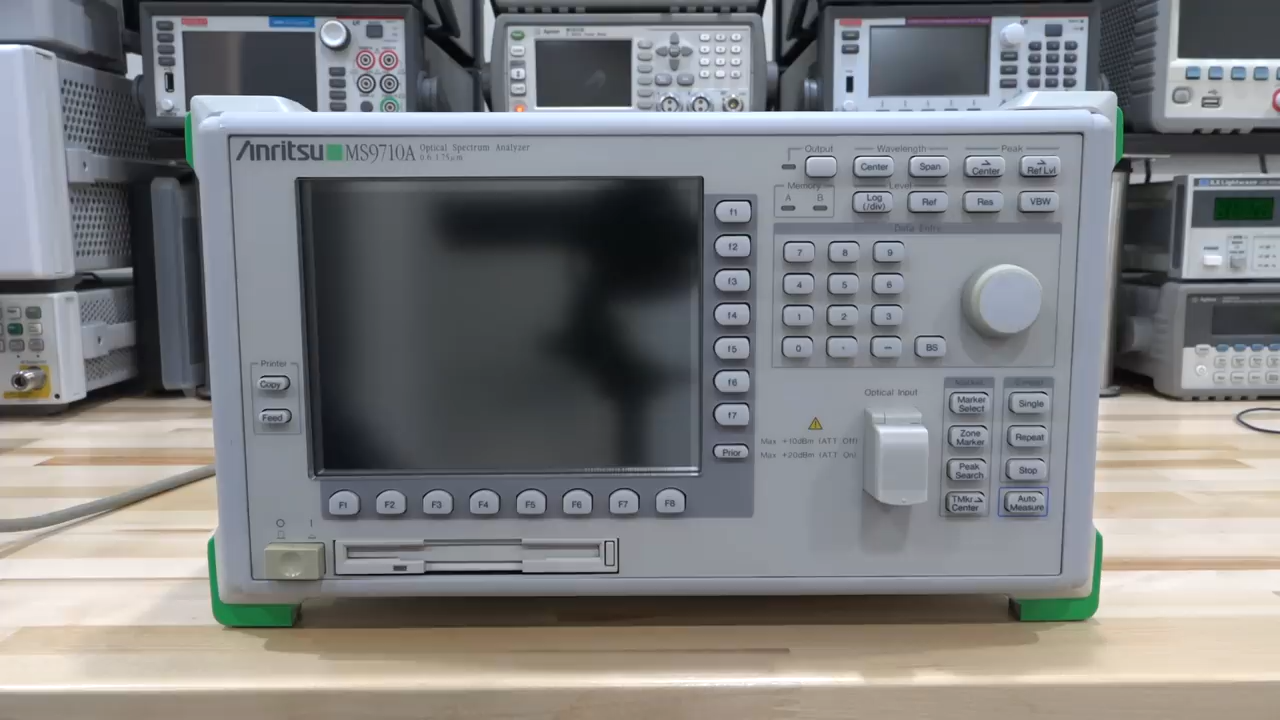 Anritsu MS9710A Optical Spectrum Analyzer
0.6-1.75µm
Output
Wavelength
Peak
Center
Span
→ Center
→ Ref Lvl
Memory
A B
Level
Log (/div)
Ref
Res
VBW
Data Entry
7 8 9
4 5 6
1 2 3
0 . − BS
f1
f2
f3
f4
f5
f6
f7
Prior
Printer
Copy
Feed
Optical Input
Max +10dBm (ATT Off)
Max +20dBm (ATT On)
Marker
Marker Select
Zone Marker
Peak Search
TMkr→ Center
Single
Repeat
Stop
Auto Measure
F1 F2 F3 F4 F5 F6 F7 F8
Agilent
ILX Lightwave